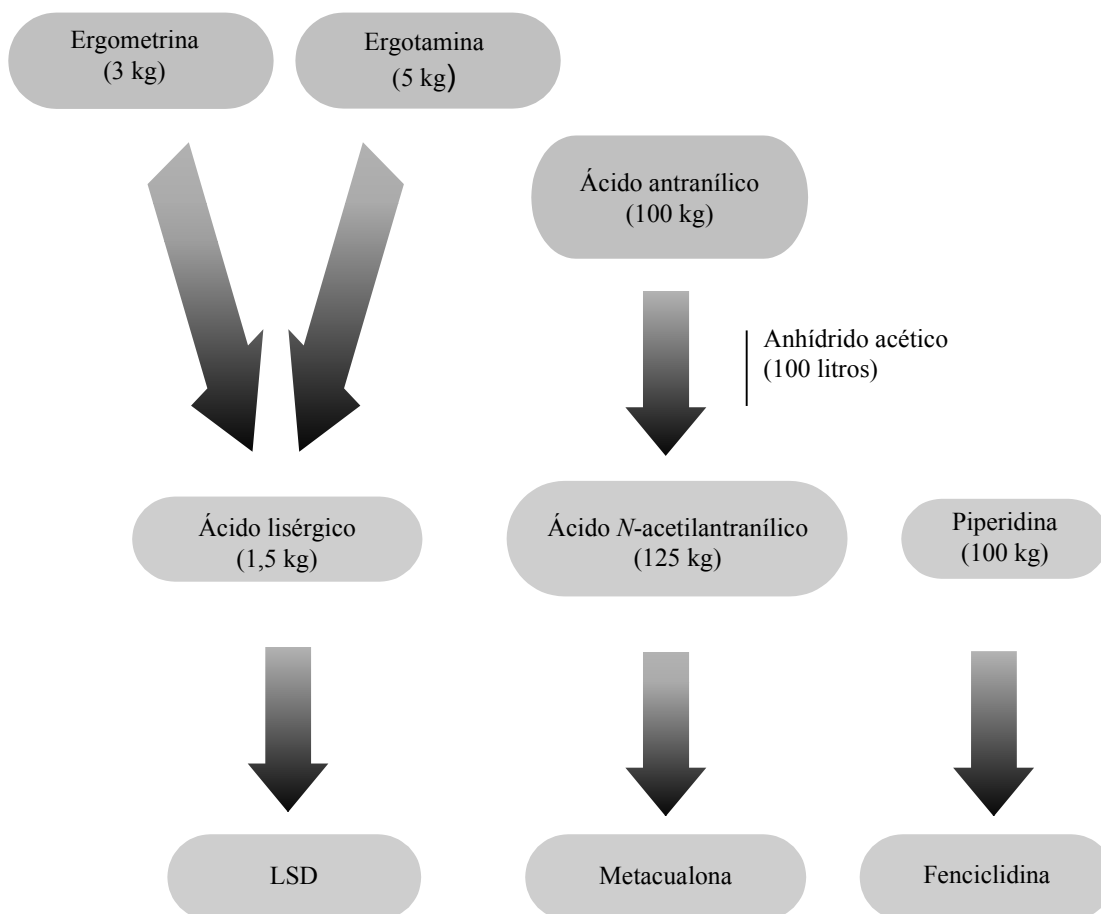 Ergometrina
(3 kg)
Ergotamina
(5 kg)
Ácido antranílico
(100 kg)
Anhídrido acético
(100 litros)
Ácido lisérgico
(1,5 kg)
Ácido N-acetilantranílico
(125 kg)
Piperidina
(100 kg)
LSD
Metacualona
Fenciclidina